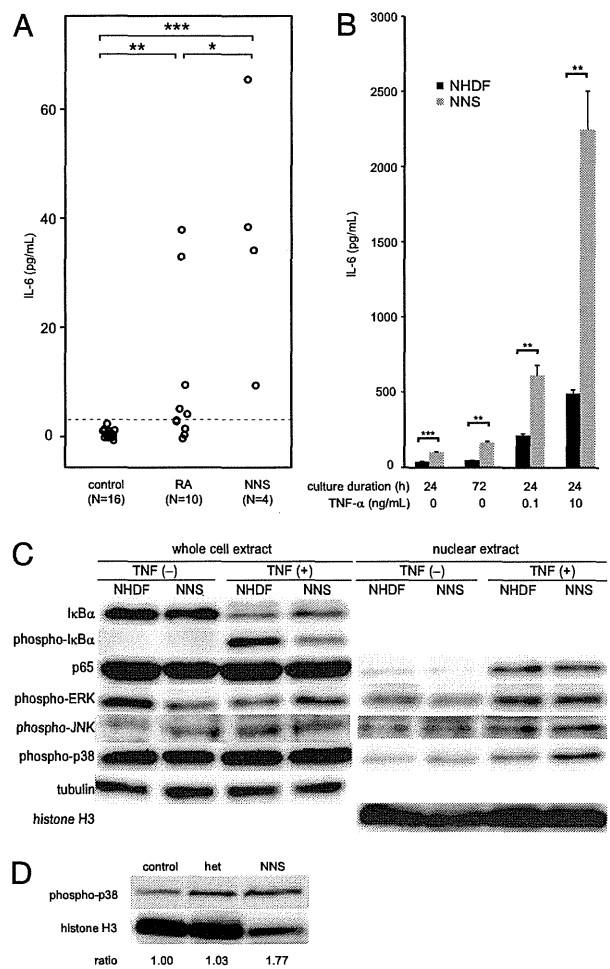 A
***
**
*
60
40
20
0
IL-6 (pg/mL)
control
(N=16)
RA
(N=10)
NNS
(N=4)
B
3000
2500
2000
1500
1000
500
0
IL-6 (pg/mL)
NHDF
NNS
***
**
**
**
culture duration (h) 24 72 24 24
TNF-α (ng/mL) 0 0 0.1 10
C
whole cell extract nuclear extract
TNF (–) TNF (+) TNF (–) TNF (+)
NHDF NNS NHDF NNS NHDF NNS NHDF NNS
IκBα
phospho-IκBα
p65
phospho-ERK
phospho-JNK
phospho-p38
tubulin
histone H3
D
control het NNS
phospho-p38
histone H3
ratio 1.00 1.03 1.77